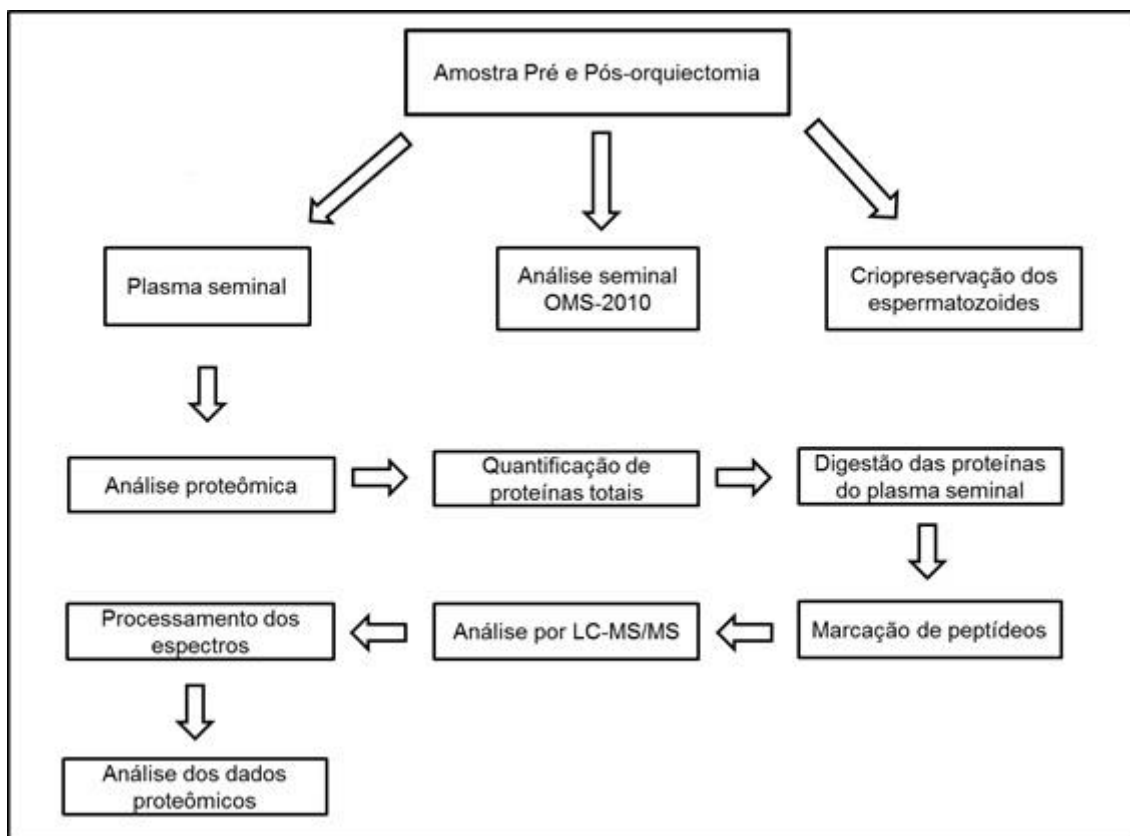 Amostra Pré e Pós-orquiectomia
Plasma seminal
Análise seminal
OMS-2010
Criopreservação dos
espermatozoides
Análise proteômica
Quantificação de
proteínas totais
Digestão das proteínas
do plasma seminal
Marcação de peptídeos
Análise por LC-MS/MS
Processamento dos
espectros
Análise dos dados
proteômicos